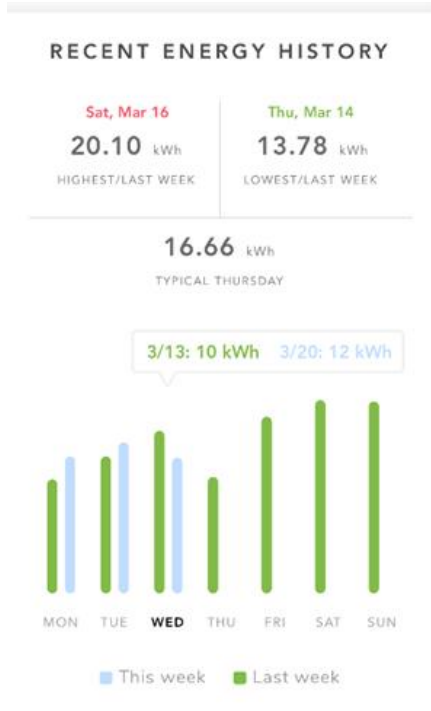 RECENT ENERGY HISTORY
Sat, Mar 16
20.10 kWh
HIGHEST/LAST WEEK
Thu, Mar 14
13.78 kWh
LOWEST/LAST WEEK
16.66 kWh
TYPICAL THURSDAY
3/13: 10 kWh 3/20: 12 kWh
MON TUE WED THU FRI SAT SUN
This week Last week